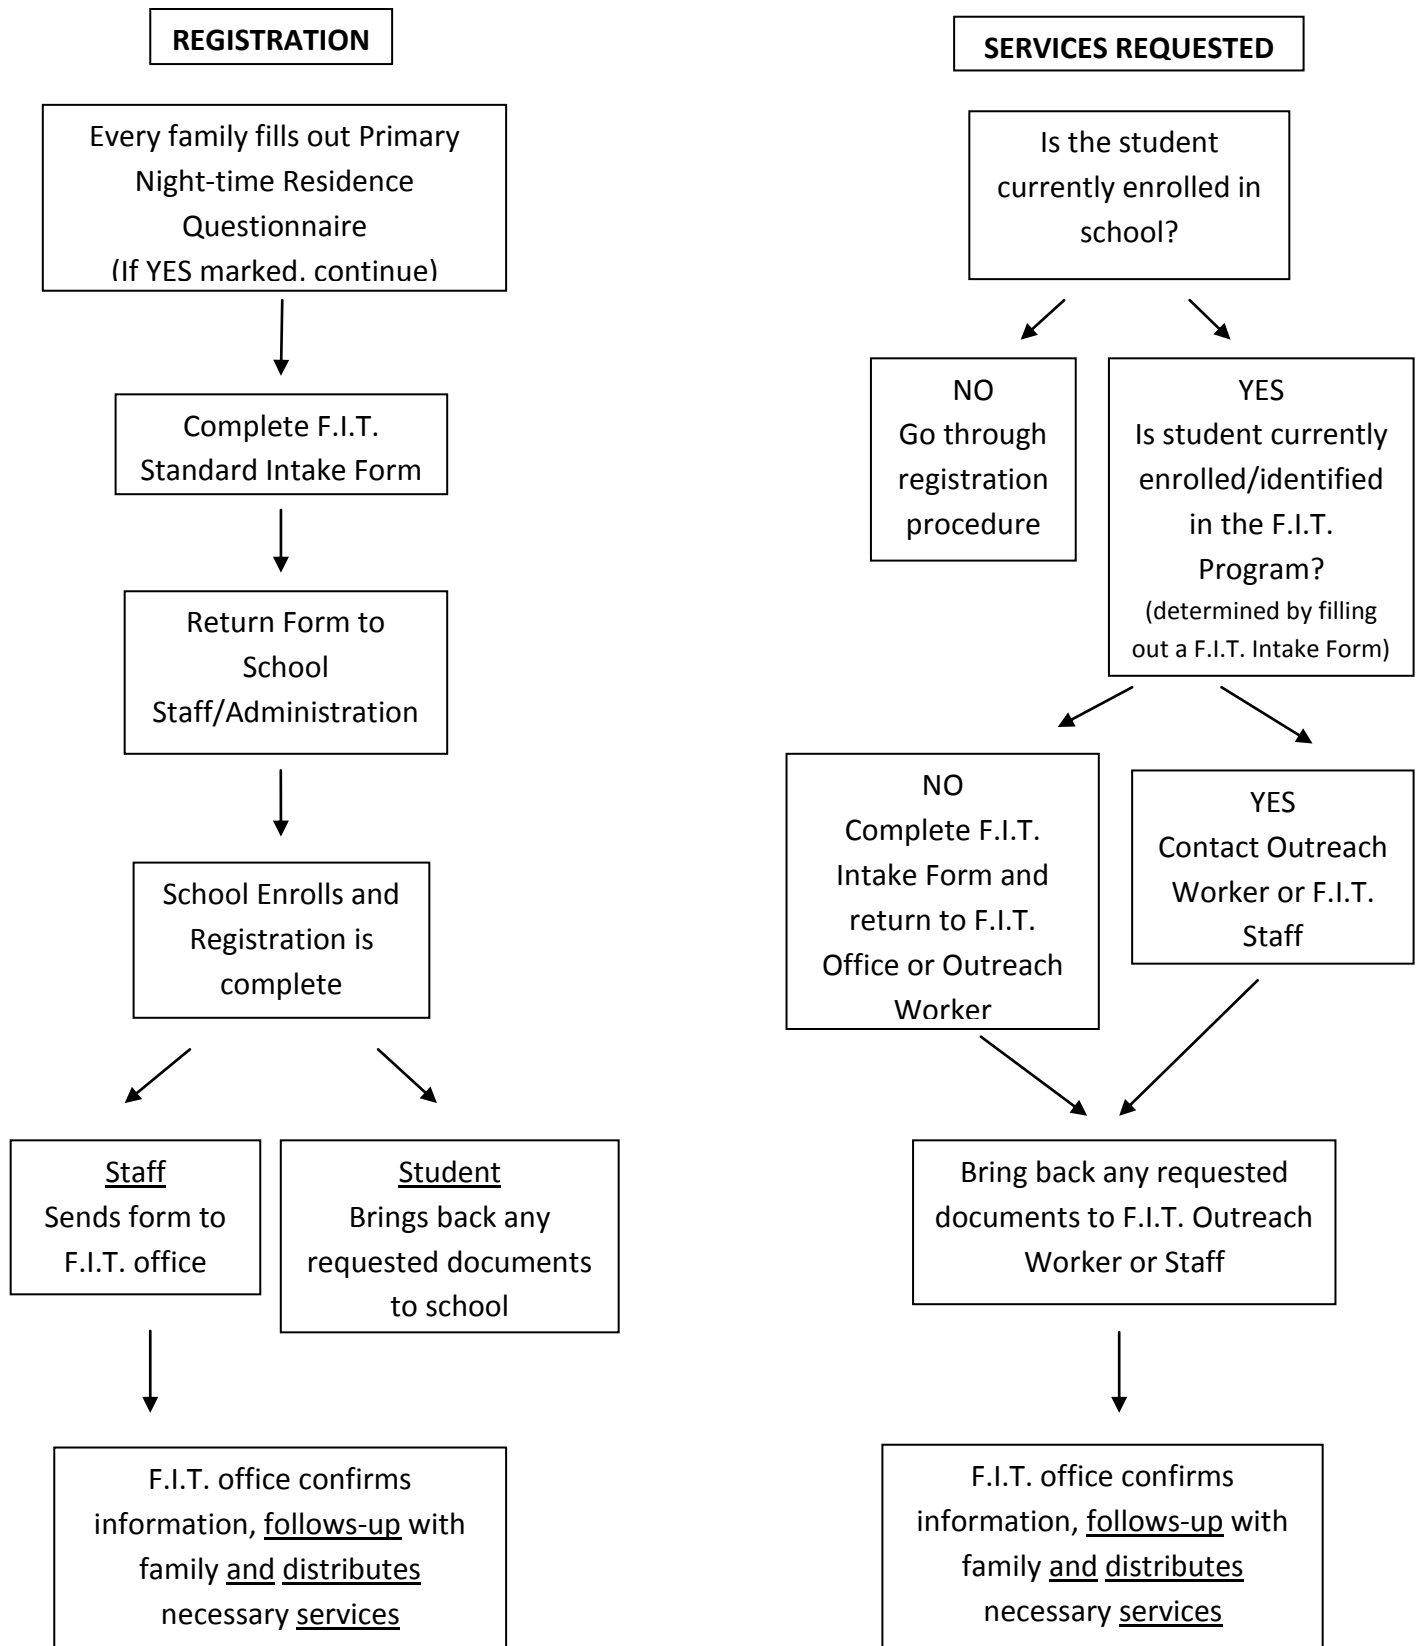 REGISTRATION
Every family fills out Primary
Night-time Residence
Questionnaire
(If YES marked, continue)
Complete F.I.T.
Standard Intake Form
Return Form to
School
Staff/Administration
School Enrolls and
Registration is
complete
Staff
Sends form to
F.I.T. office
Student
Brings back any
requested documents
to school
F.I.T. office confirms
information, follows-up with
family and distributes
necessary services
SERVICES REQUESTED
Is the student
currently enrolled in
school?
NO
Go through
registration
procedure
YES
Is student currently
enrolled/identified
in the F.I.T.
Program?
(determined by filling
out a F.I.T. Intake Form)
NO
Complete F.I.T.
Intake Form and
return to F.I.T.
Office or Outreach
Worker
YES
Contact Outreach
Worker or F.I.T.
Staff
Bring back any requested
documents to F.I.T. Outreach
Worker or Staff
F.I.T. office confirms
information, follows-up with
family and distributes
necessary services